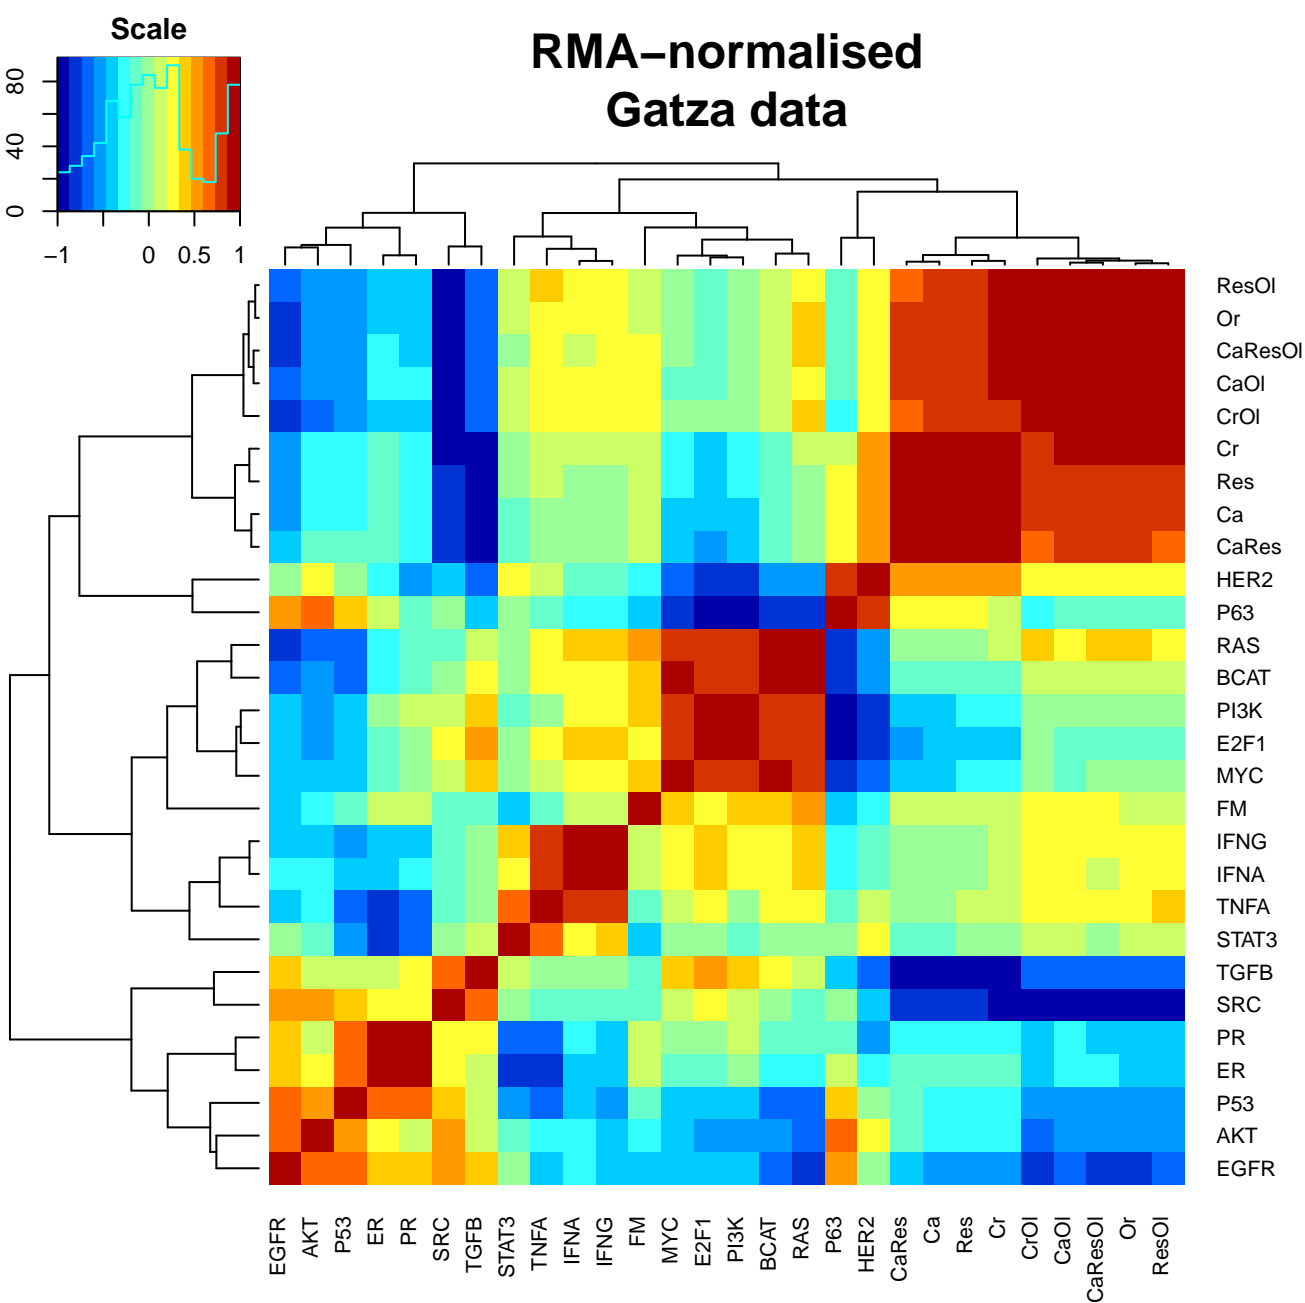 Scale
RMA−normalised
Gatza data
0 40 80
−1 0 0.5 1
ResOl
Or
CaResOl
CaOl
CrOl
Cr
Res
Ca
CaRes
HER2
P63
RAS
BCAT
PI3K
E2F1
MYC
FM
IFNG
IFNA
TNFA
STAT3
TGFB
SRC
PR
ER
P53
AKT
EGFR
EGFR
AKT
P53
ER
PR
SRC
TGFB
STAT3
TNFA
IFNA
IFNG
FM
MYC
E2F1
PI3K
BCAT
RAS
P63
HER2
CaRes
Ca
Res
Cr
CrOl
CaOl
CaResOl
Or
ResOl